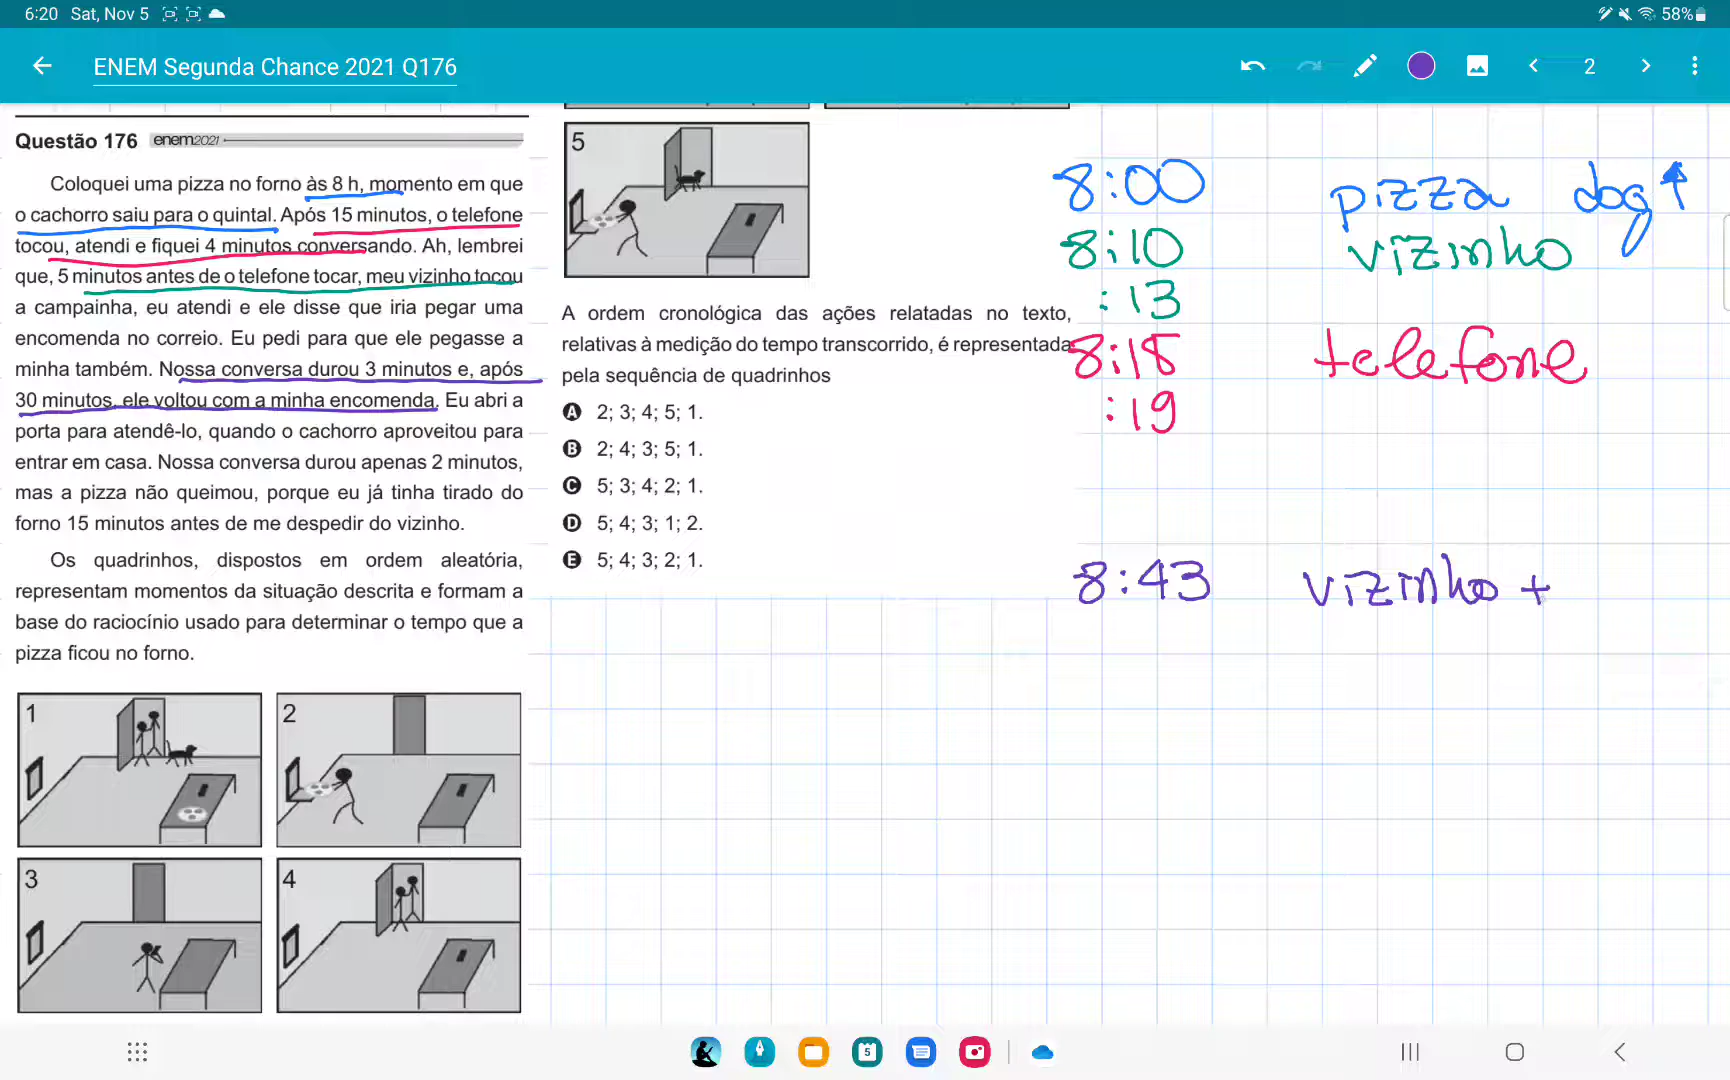 6:20 Sat, Nov 5 58%
ENEM Segunda Chance 2021 Q176
2
Questão 176 enem2021
Coloquei uma pizza no forno às 8 h, momento em que
o cachorro saiu para o quintal. Após 15 minutos, o telefone
tocou, atendi e fiquei 4 minutos conversando. Ah, lembrei
que, 5 minutos antes de o telefone tocar, meu vizinho tocou
a campainha, eu atendi e ele disse que iria pegar uma
encomenda no correio. Eu pedi para que ele pegasse a
minha também. Nossa conversa durou 3 minutos e, após
30 minutos, ele voltou com a minha encomenda. Eu abri a
porta para atendê-lo, quando o cachorro aproveitou para
entrar em casa. Nossa conversa durou apenas 2 minutos,
mas a pizza não queimou, porque eu já tinha tirado do
forno 15 minutos antes de me despedir do vizinho.
Os quadrinhos, dispostos em ordem aleatória,
representam momentos da situação descrita e formam a
base do raciocínio usado para determinar o tempo que a
pizza ficou no forno.
1
2
3
4
5
A ordem cronológica das ações relatadas no texto,
relativas à medição do tempo transcorrido, é representada
pela sequência de quadrinhos
A 2; 3; 4; 5; 1.
B 2; 4; 3; 5; 1.
C 5; 3; 4; 2; 1.
D 5; 4; 3; 1; 2.
E 5; 4; 3; 2; 1.
8:00 pizza dog ↑
8:10 vizinho
:13
8:15 telefone
:19
8:43 vizinho +
5